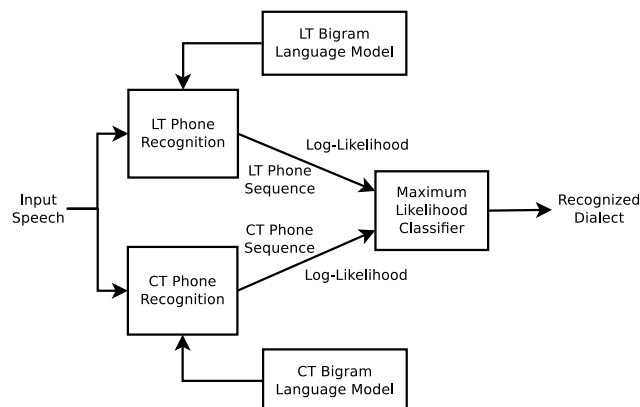 LT Bigram
Language Model
LT Phone
Recognition
Log-Likelihood
LT Phone
Sequence
Input
Speech
Maximum
Likelihood
Classifier
Recognized
Dialect
CT Phone
Sequence
CT Phone
Recognition
Log-Likelihood
CT Bigram
Language Model